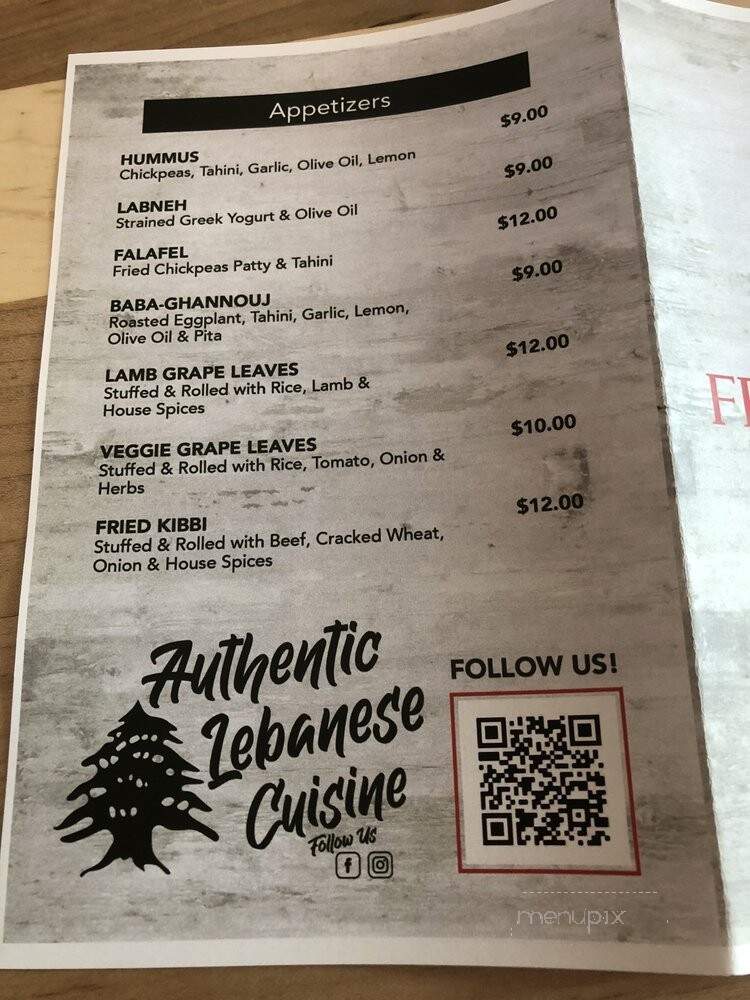 Appetizers
HUMMUS $9.00
Chickpeas, Tahini, Garlic, Olive Oil, Lemon
LABNEH $9.00
Strained Greek Yogurt & Olive Oil
FALAFEL $12.00
Fried Chickpeas Patty & Tahini
BABA-GHANNOUJ $9.00
Roasted Eggplant, Tahini, Garlic, Lemon,
Olive Oil & Pita
LAMB GRAPE LEAVES $12.00
Stuffed & Rolled with Rice, Lamb &
House Spices
VEGGIE GRAPE LEAVES $10.00
Stuffed & Rolled with Rice, Tomato, Onion &
Herbs
FRIED KIBBI $12.00
Stuffed & Rolled with Beef, Cracked Wheat,
Onion & House Spices
Authentic
Lebanese
Cuisine
Follow Us
FOLLOW US!
menupix